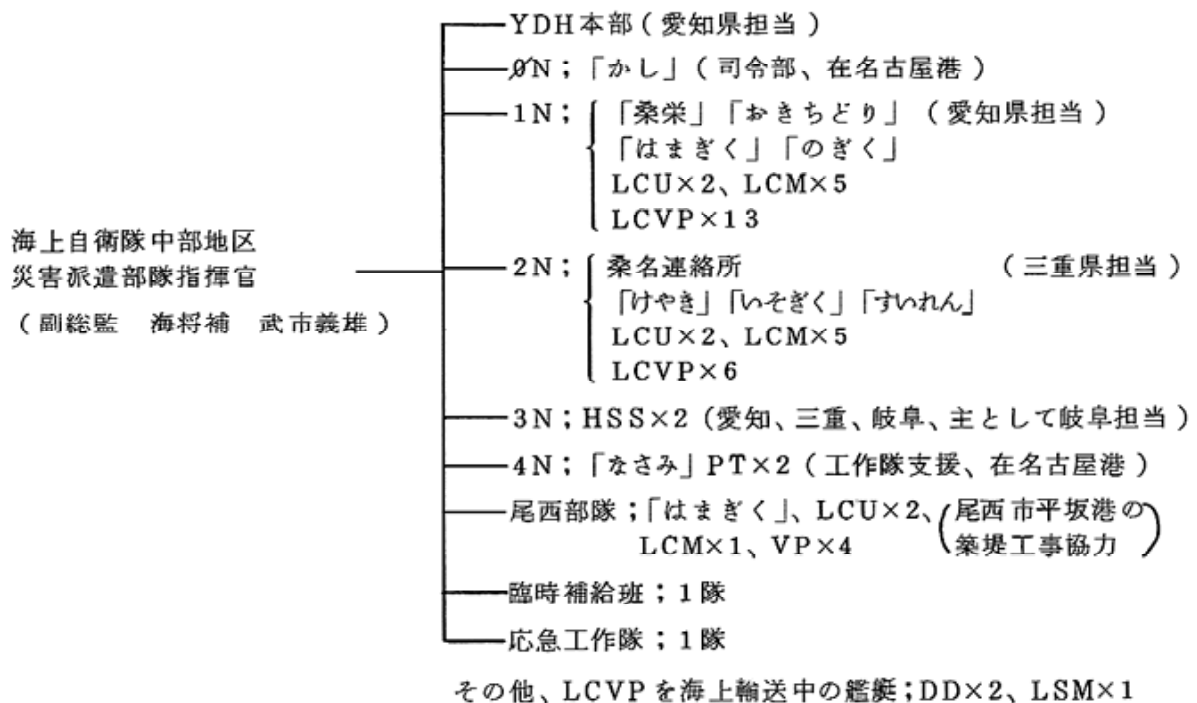 YDH本部(愛知県担当)
0N;「かし」(司令部、在名古屋港)
1N;「桑栄」「おきちどり」(愛知県担当)
「はまぎく」「のぎく」
LCU×2、LCM×5
LCVP×13
海上自衛隊中部地区
災害派遣部隊指揮官
(副総監 海将補 武市義雄)
2N;桑名連絡所 (三重県担当)
「けやき」「いそぎく」「すいれん」
LCU×2、LCM×5
LCVP×6
3N;HSS×2(愛知、三重、岐阜、主として岐阜担当)
4N;「なさみ」PT×2(工作隊支援、在名古屋港)
尾西部隊;「はまぎく」、LCU×2、(尾西市平坂港の
LCM×1、VP×4 築堤工事協力)
臨時補給班;1隊
応急工作隊;1隊
その他、LCVPを海上輸送中の艦艇;DD×2、LSM×1